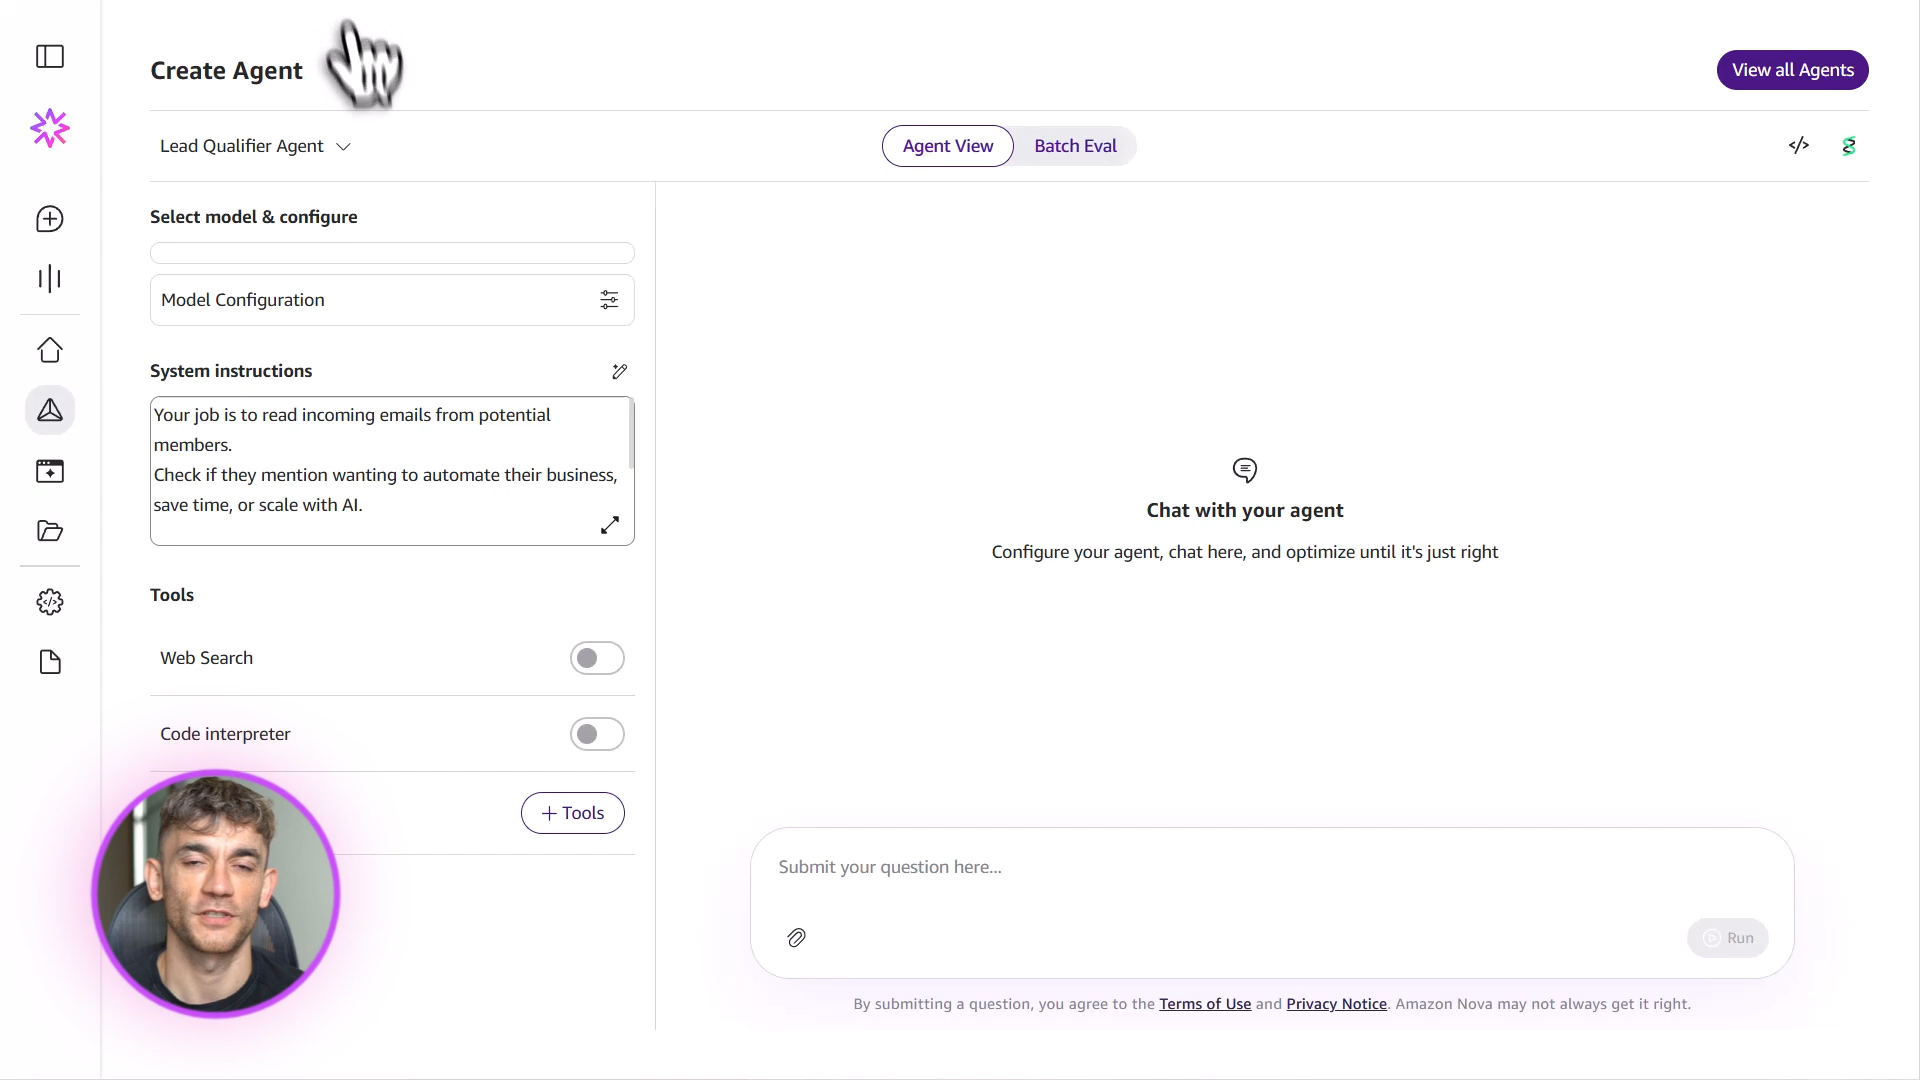 Create Agent
View all Agents
Lead Qualifier Agent
Agent View
Batch Eval
</>
Select model & configure
Model Configuration
System instructions
Your job is to read incoming emails from potential
members.
Check if they mention wanting to automate their business,
save time, or scale with AI.
Tools
Web Search
Code interpreter
+ Tools
Chat with your agent
Configure your agent, chat here, and optimize until it's just right
Submit your question here...
Run
By submitting a question, you agree to the Terms of Use and Privacy Notice. Amazon Nova may not always get it right.